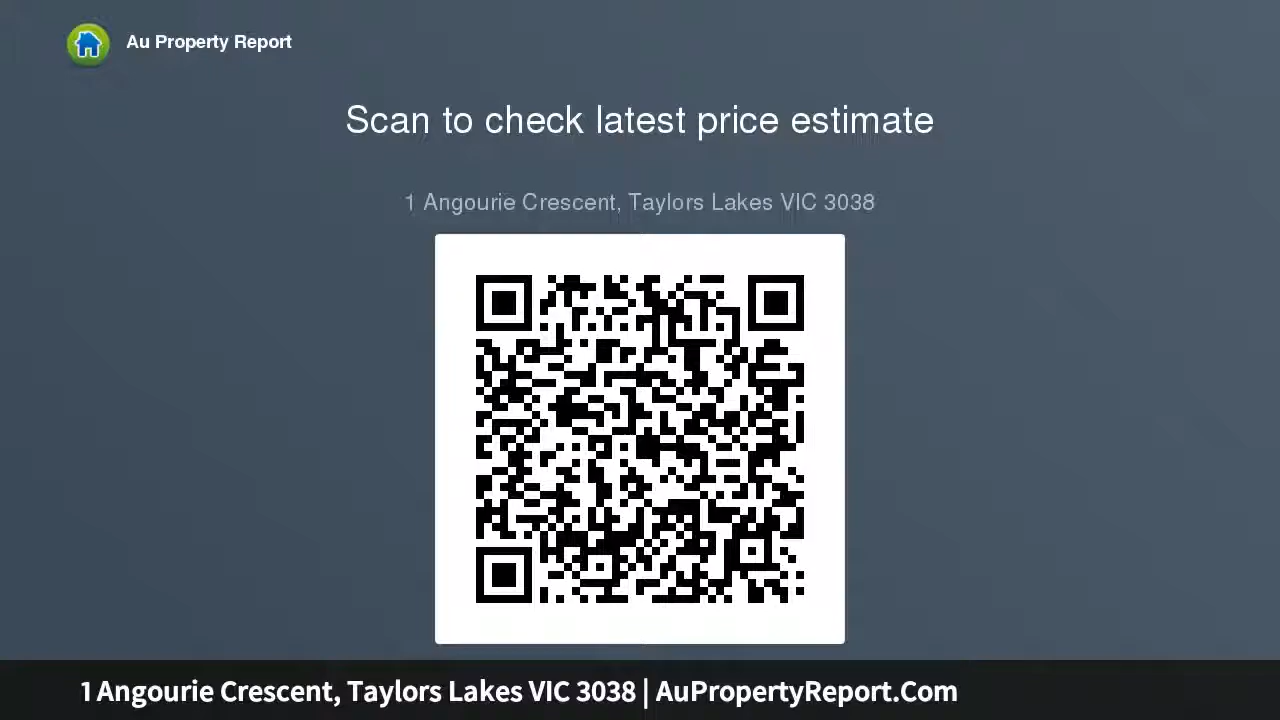 Au Property Report
Scan to check latest price estimate
1 Angourie Crescent, Taylors Lakes VIC 3038
1 Angourie Crescent, Taylors Lakes VIC 3038 | AuPropertyReport.Com